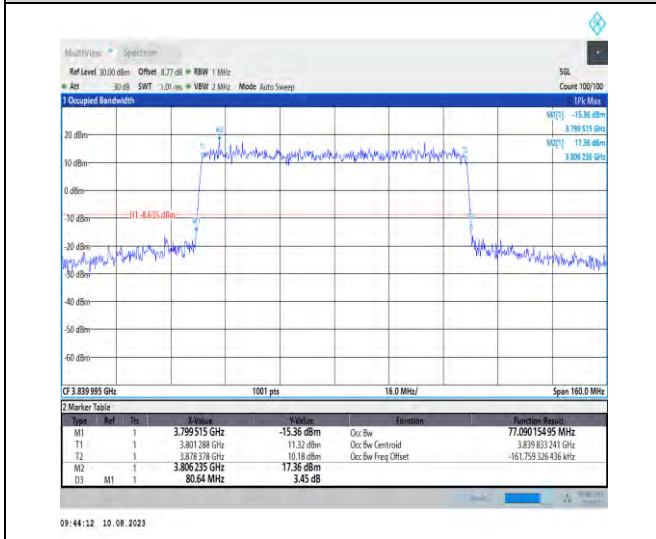 MultiView Spectrum
Ref Level 30.00 dBm Offset 8.77 dB RBW 1 MHz SGL
Att 30 dB SWT 1.01 ms VBW 2 MHz Mode Auto Sweep Count 100/100
1 Occupied Bandwidth 1Pk Max
M1[1] -15.36 dBm
3.799 515 GHz
M2[1] 17.36 dBm
3.806 235 GHz
20 dBm
M2
T1
10 dBm
0 dBm
-10 dBm
H1 -8.635 dBm
M1
-20 dBm
-30 dBm
-40 dBm
-50 dBm
-60 dBm
CF 3.839 995 GHz 1001 pts 16.0 MHz/ Span 160.0 MHz
2 Marker Table
Type Ref Trc X-Value Y-Value Function Function Result
M1 1 3.799 515 GHz -15.36 dBm Occ Bw 77.090 154 95 MHz
T1 1 3.801 288 GHz 11.32 dBm Occ Bw Centroid 3.839 833 241 GHz
T2 1 3.878 378 GHz 10.18 dBm Occ Bw Freq Offset -161.759 326 436 kHz
M2 1 3.806 235 GHz 17.36 dBm
D3 M1 1 80.64 MHz 3.45 dB
09:44:12 10.08.2023